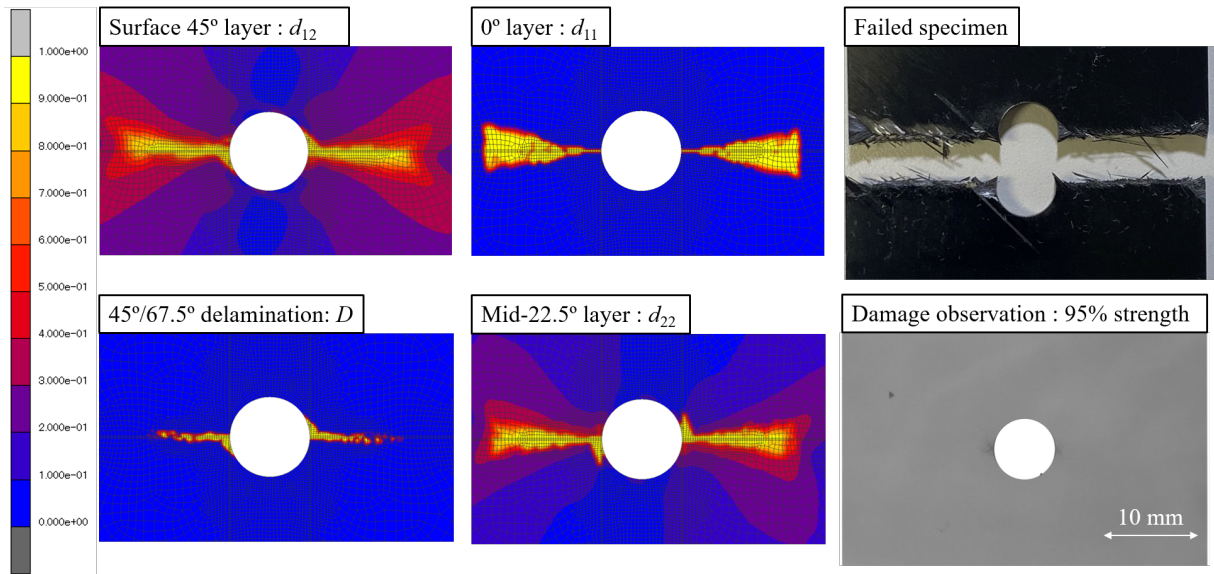 Surface 45º layer : d12
0º layer : d11
Failed specimen
1.000e+00
9.000e-01
8.000e-01
7.000e-01
6.000e-01
5.000e-01
4.000e-01
3.000e-01
2.000e-01
1.000e-01
0.000e+00
45º/67.5º delamination: D
Mid-22.5º layer : d22
Damage observation : 95% strength
10 mm